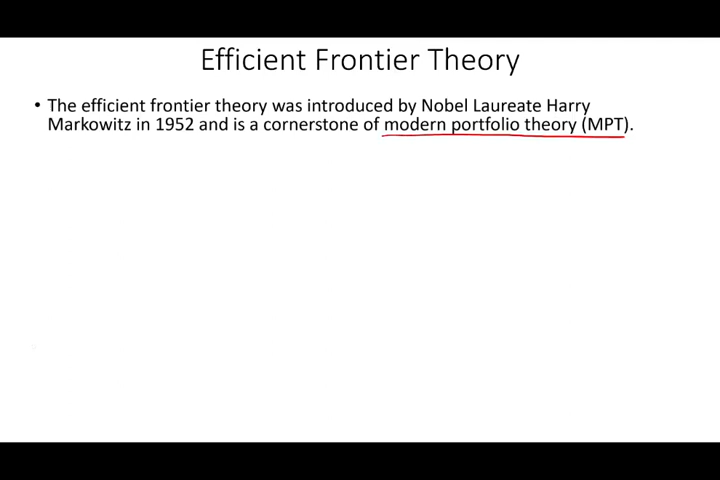 Efficient Frontier Theory
• The efficient frontier theory was introduced by Nobel Laureate Harry
Markowitz in 1952 and is a cornerstone of modern portfolio theory (MPT).